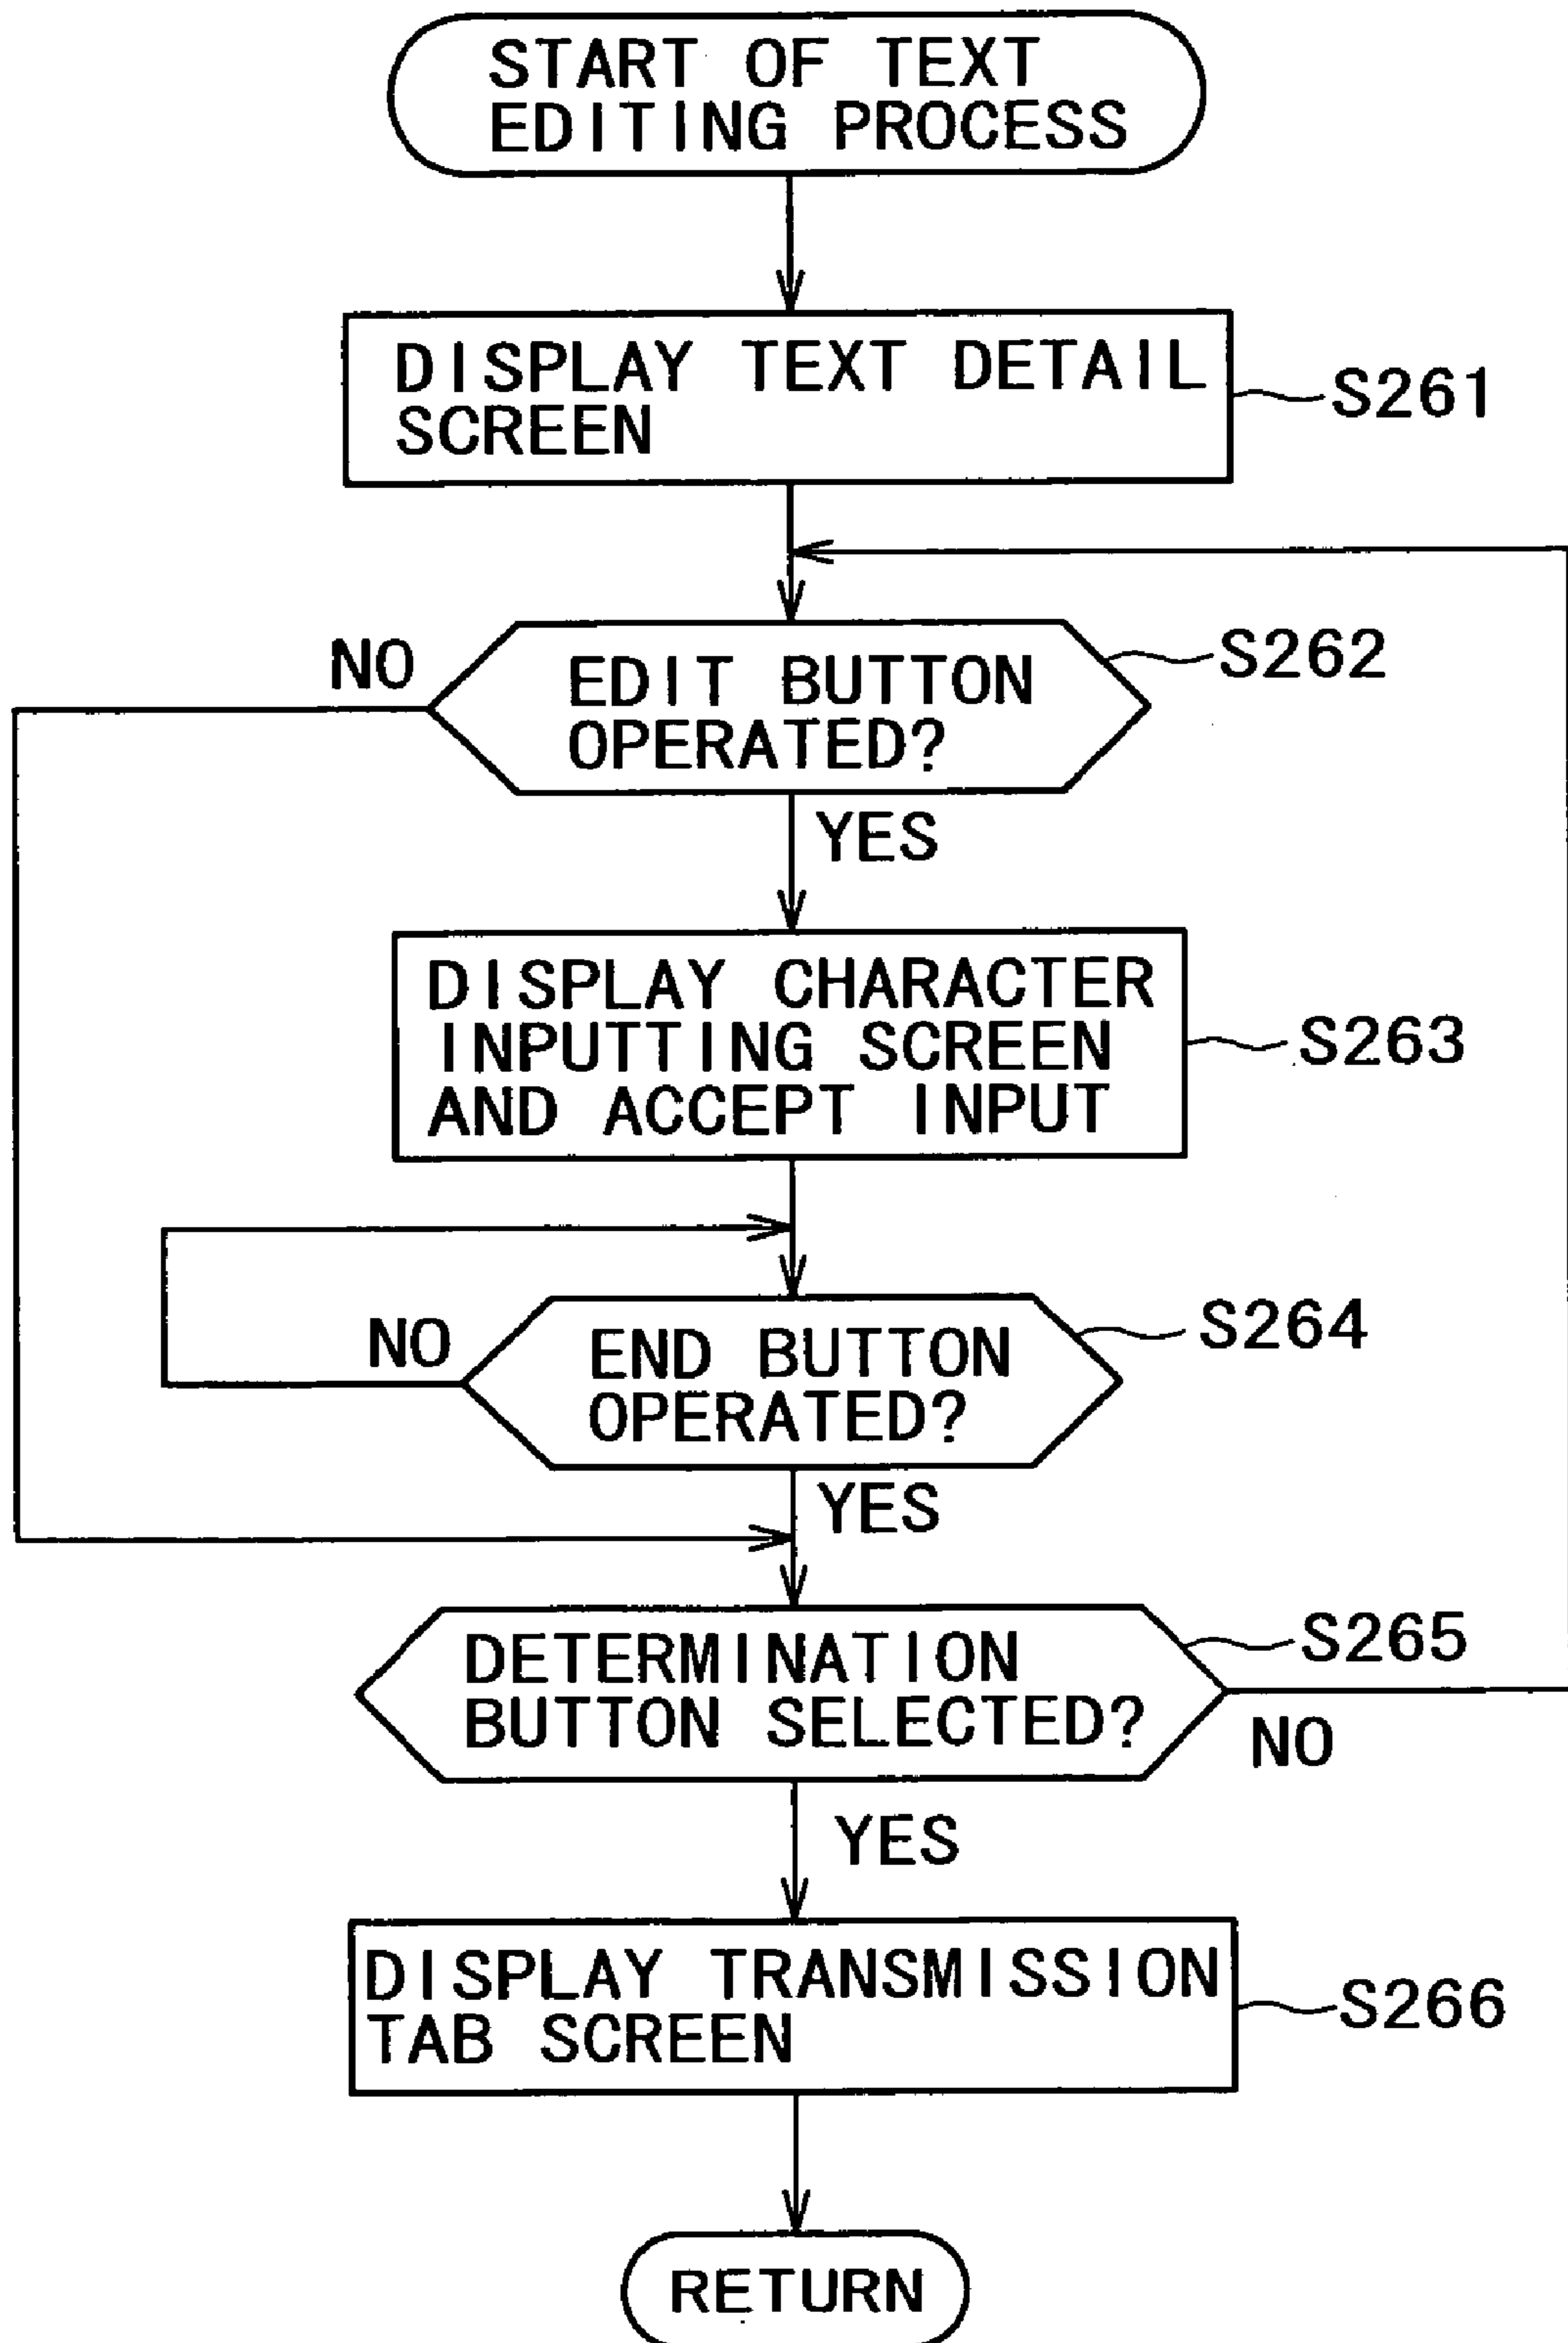 START OF TEXT
EDITING PROCESS
DISPLAY TEXT DETAIL
SCREEN
S261
NO
EDIT BUTTON
OPERATED?
S262
YES
DISPLAY CHARACTER
INPUTTING SCREEN
AND ACCEPT INPUT
S263
NO
END BUTTON
OPERATED?
S264
YES
DETERMINATION
BUTTON SELECTED?
S265
NO
YES
DISPLAY TRANSMISSION
TAB SCREEN
S266
RETURN